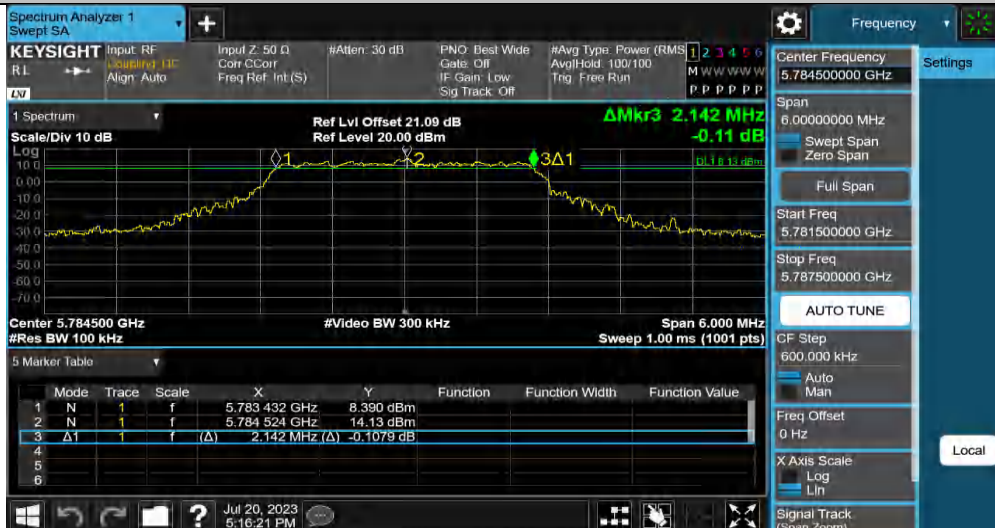 Spectrum Analyzer 1
Swept SA
+
Frequency
KEYSIGHT
RL
LXI
Input: RF
Coupling: DC
Align: Auto
Input Z: 50 Ω
Corr CCorr
Freq Ref: Int (S)
#Atten: 30 dB
PNO: Best Wide
Gate: Off
IF Gain: Low
Sig Track: Off
#Avg Type: Power (RMS
Avg|Hold: 100/100
Trig: Free Run
1 2 3 4 5 6
M W W W W W
P P P P P P
1 Spectrum
Scale/Div 10 dB
Ref Lvl Offset 21.09 dB
Ref Level 20.00 dBm
ΔMkr3 2.142 MHz
-0.11 dB
Log
10.0
0.00
-10.0
-20.0
-30.0
-40.0
-50.0
-60.0
-70.0
1
2
3Δ1
DL1 8.13 dBm
Center 5.784500 GHz
#Res BW 100 kHz
#Video BW 300 kHz
Span 6.000 MHz
Sweep 1.00 ms (1001 pts)
5 Marker Table
Mode Trace Scale X Y Function Function Width Function Value
1 N 1 f 5.783 432 GHz 8.390 dBm
2 N 1 f 5.784 524 GHz 14.13 dBm
3 Δ1 1 f (Δ) 2.142 MHz (Δ) -0.1079 dB
4
5
6
?
Jul 20, 2023
5:16:21 PM
Center Frequency
5.784500000 GHz
Span
6.00000000 MHz
Swept Span
Zero Span
Full Span
Start Freq
5.781500000 GHz
Stop Freq
5.787500000 GHz
AUTO TUNE
CF Step
600.000 kHz
Auto
Man
Freq Offset
0 Hz
X Axis Scale
Log
Lin
Signal Track
(Span Zoom)
Settings
Local